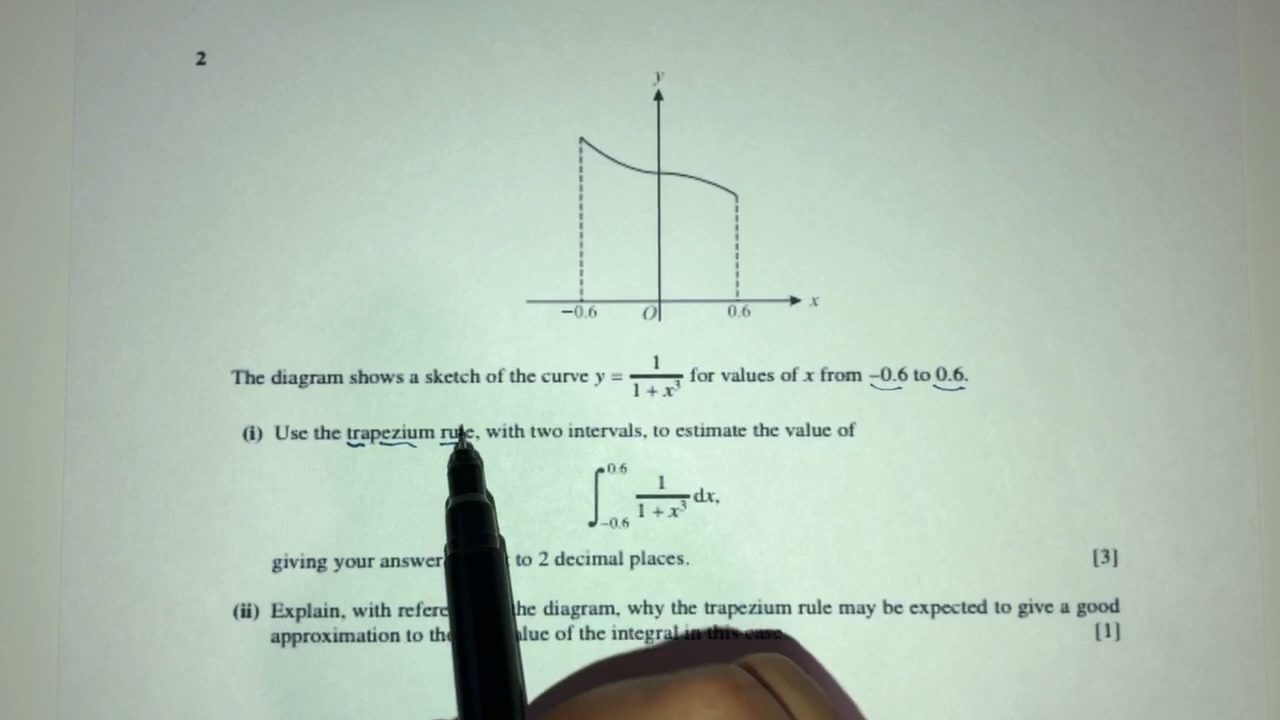 2
y
−0.6 O 0.6 x
The diagram shows a sketch of the curve y = 1/(1 + x³) for values of x from −0.6 to 0.6.
(i) Use the trapezium rule, with two intervals, to estimate the value of
∫_{−0.6}^{0.6} 1/(1 + x³) dx,
giving your answer to 2 decimal places. [3]
(ii) Explain, with the diagram, why the trapezium rule may be expected to give a good
approximation to of the integral in this case [1]